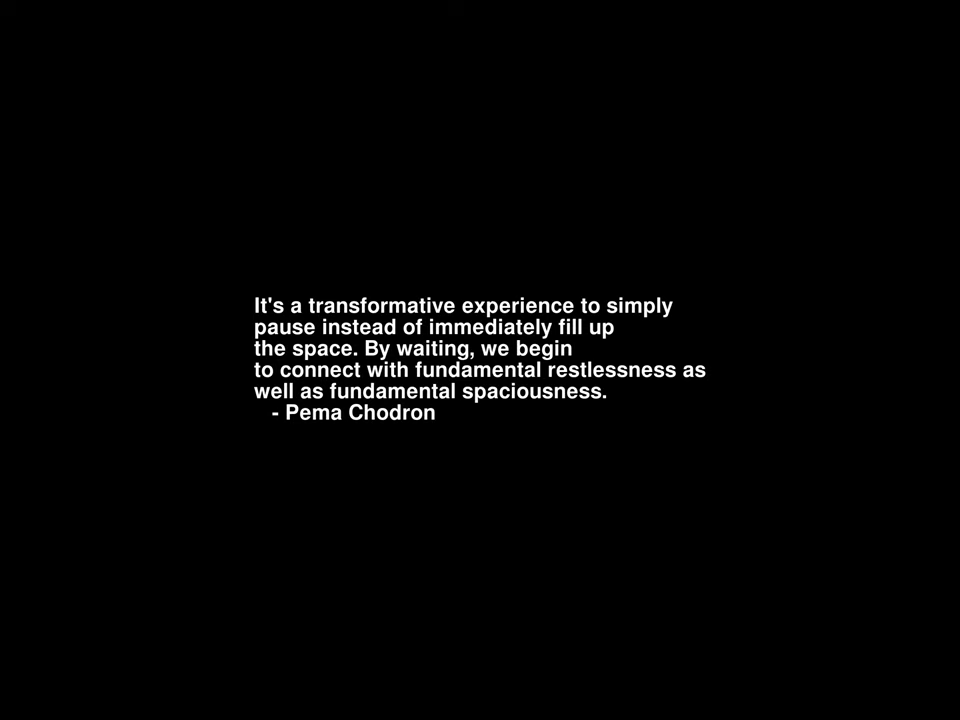 It's a transformative experience to simply
pause instead of immediately fill up
the space. By waiting, we begin
to connect with fundamental restlessness as
well as fundamental spaciousness.
- Pema Chodron